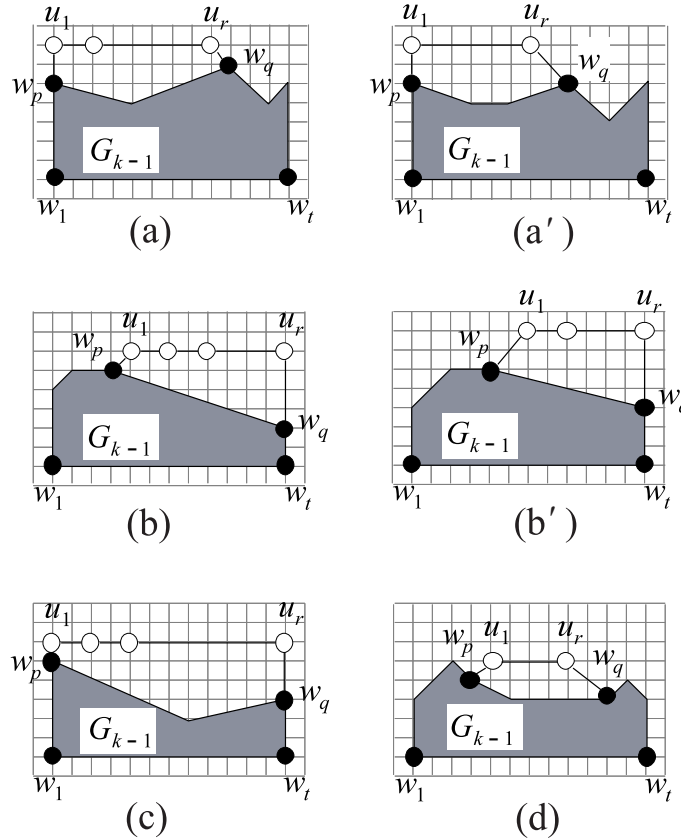 u1 ur
wp wq
Gk − 1
w1 wt
(a)
u1 ur
wp wq
Gk − 1
w1 wt
(a′ )
u1 ur
wp
wq
Gk − 1
w1 wt
(b)
u1 ur
wp
wq
Gk − 1
w1 wt
(b′ )
u1 ur
wp
wq
Gk − 1
w1 wt
(c)
u1 ur
wp wq
Gk − 1
w1 wt
(d)